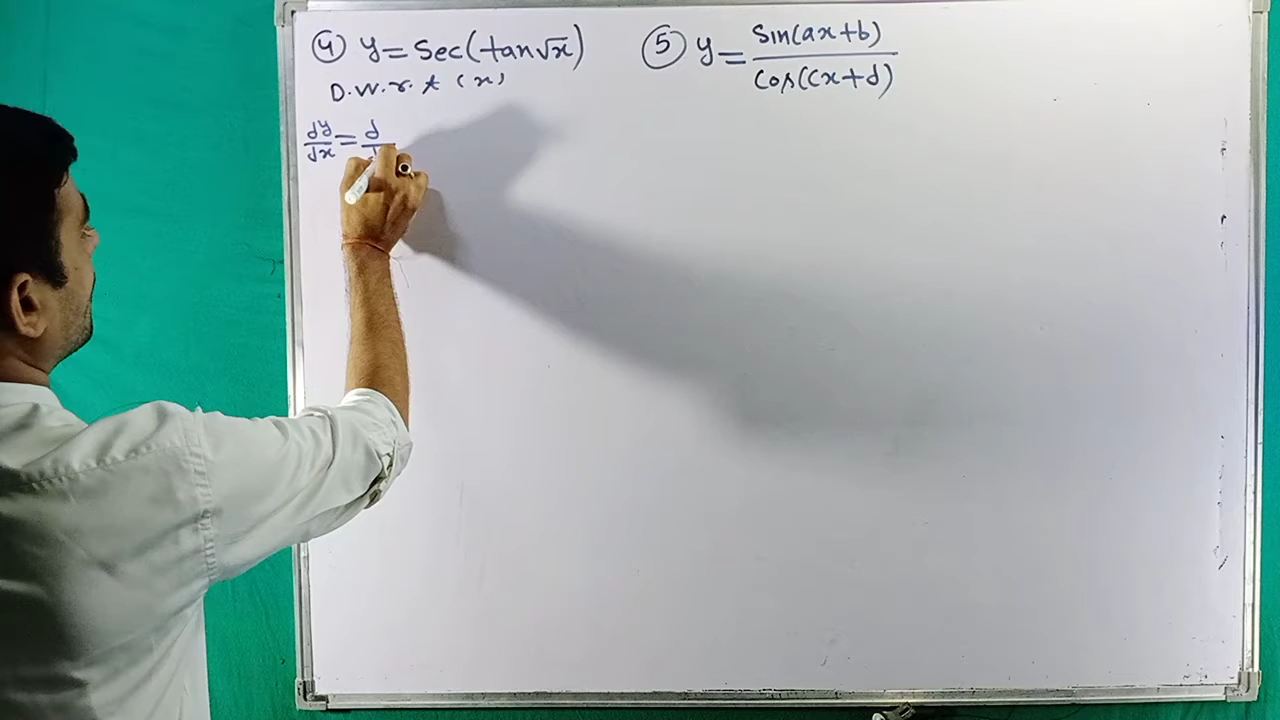 ④ y = Sec(tan√x)
D.W.r.t (x)
dy/dx = d/d
⑤ y = Sin(ax+b)/Cos(Cx+d)